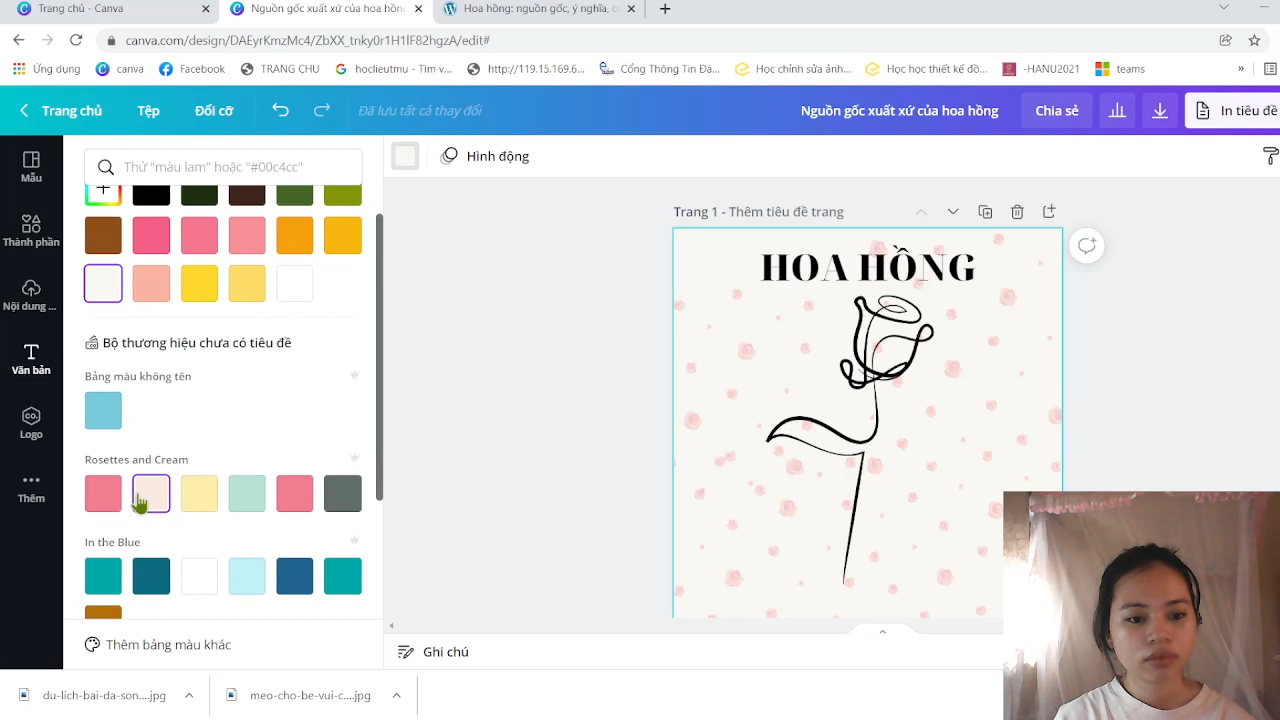 Trang chủ - Canva
Nguồn gốc xuất xứ của hoa hồng
Hoa hồng: nguồn gốc, ý nghĩa, c
canva.com/design/DAEyrKmzMc4/ZbXX_tnky0r1H1lF82hgzA/edit#
Ứng dụng
canva
Facebook
TRANG CHU
hoclieutmu - Tìm v...
http://119.15.169.6...
Cổng Thông Tin Đà...
Học chỉnh sửa ảnh...
Học học thiết kế đồ...
-HANU2021
teams
Trang chủ
Tệp
Đổi cỡ
Đã lưu tất cả thay đổi
Nguồn gốc xuất xứ của hoa hồng
Chia sẻ
In tiêu đề
Mẫu
Thành phần
Nội dung ...
Văn bản
Logo
Thêm
Thử "màu lam" hoặc "#00c4cc"
Bộ thương hiệu chưa có tiêu đề
Bảng màu không tên
Rosettes and Cream
In the Blue
Thêm bảng màu khác
Hình động
Trang 1 - Thêm tiêu đề trang
HOA HỒNG
Ghi chú
du-lich-bai-da-son....jpg
meo-cho-be-vui-c....jpg